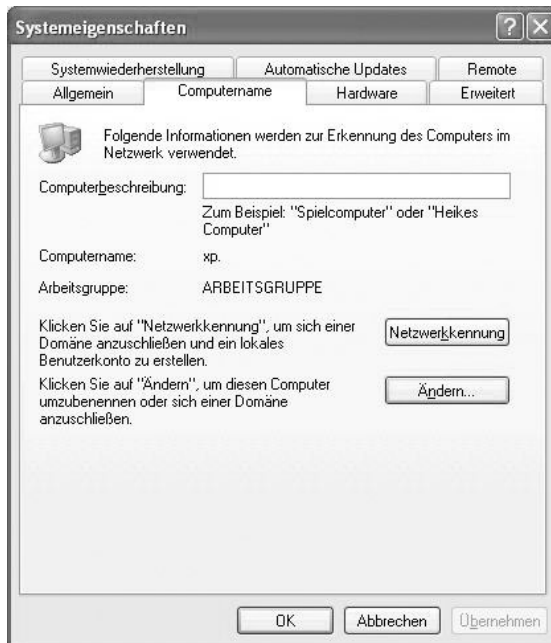 Systemeigenschaften
Systemwiederherstellung Automatische Updates Remote
Allgemein Computername Hardware Erweitert
Folgende Informationen werden zur Erkennung des Computers im
Netzwerk verwendet.
Computerbeschreibung:
Zum Beispiel: "Spielcomputer" oder "Heikes
Computer"
Computername: xp.
Arbeitsgruppe: ARBEITSGRUPPE
Klicken Sie auf "Netzwerkkennung", um sich einer
Domäne anzuschließen und ein lokales
Benutzerkonto zu erstellen.
Netzwerkkennung
Klicken Sie auf "Ändern", um diesen Computer
umzubenennen oder sich einer Domäne
anzuschließen.
Ändern...
OK Abbrechen Übernehmen